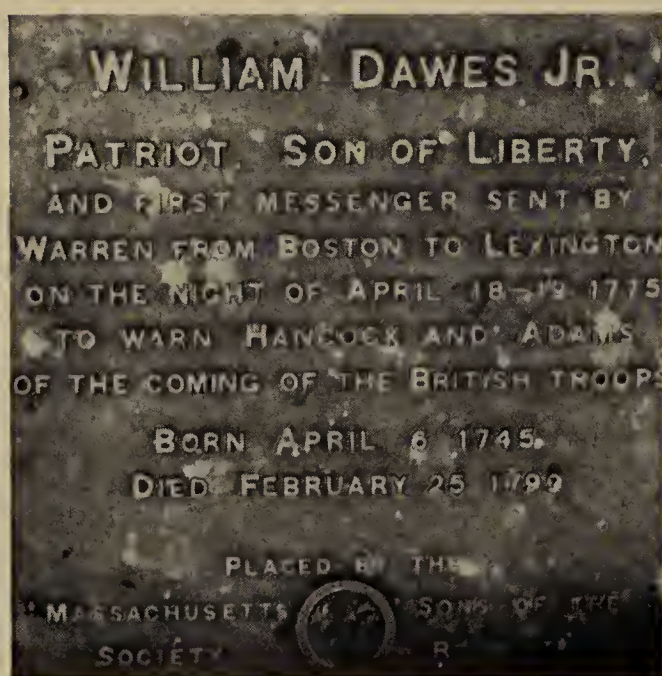 WILLIAM DAWES JR.
PATRIOT, SON OF LIBERTY,
AND FIRST MESSENGER SENT BY
WARREN FROM BOSTON TO LEXINGTON
ON THE NIGHT OF APRIL 18–19 1775
TO WARN HANCOCK AND ADAMS
OF THE COMING OF THE BRITISH TROOPS
BORN APRIL 6 1745.
DIED FEBRUARY 25 1799
PLACED BY THE
MASSACHUSETTS SONS OF THE
SOCIETY R